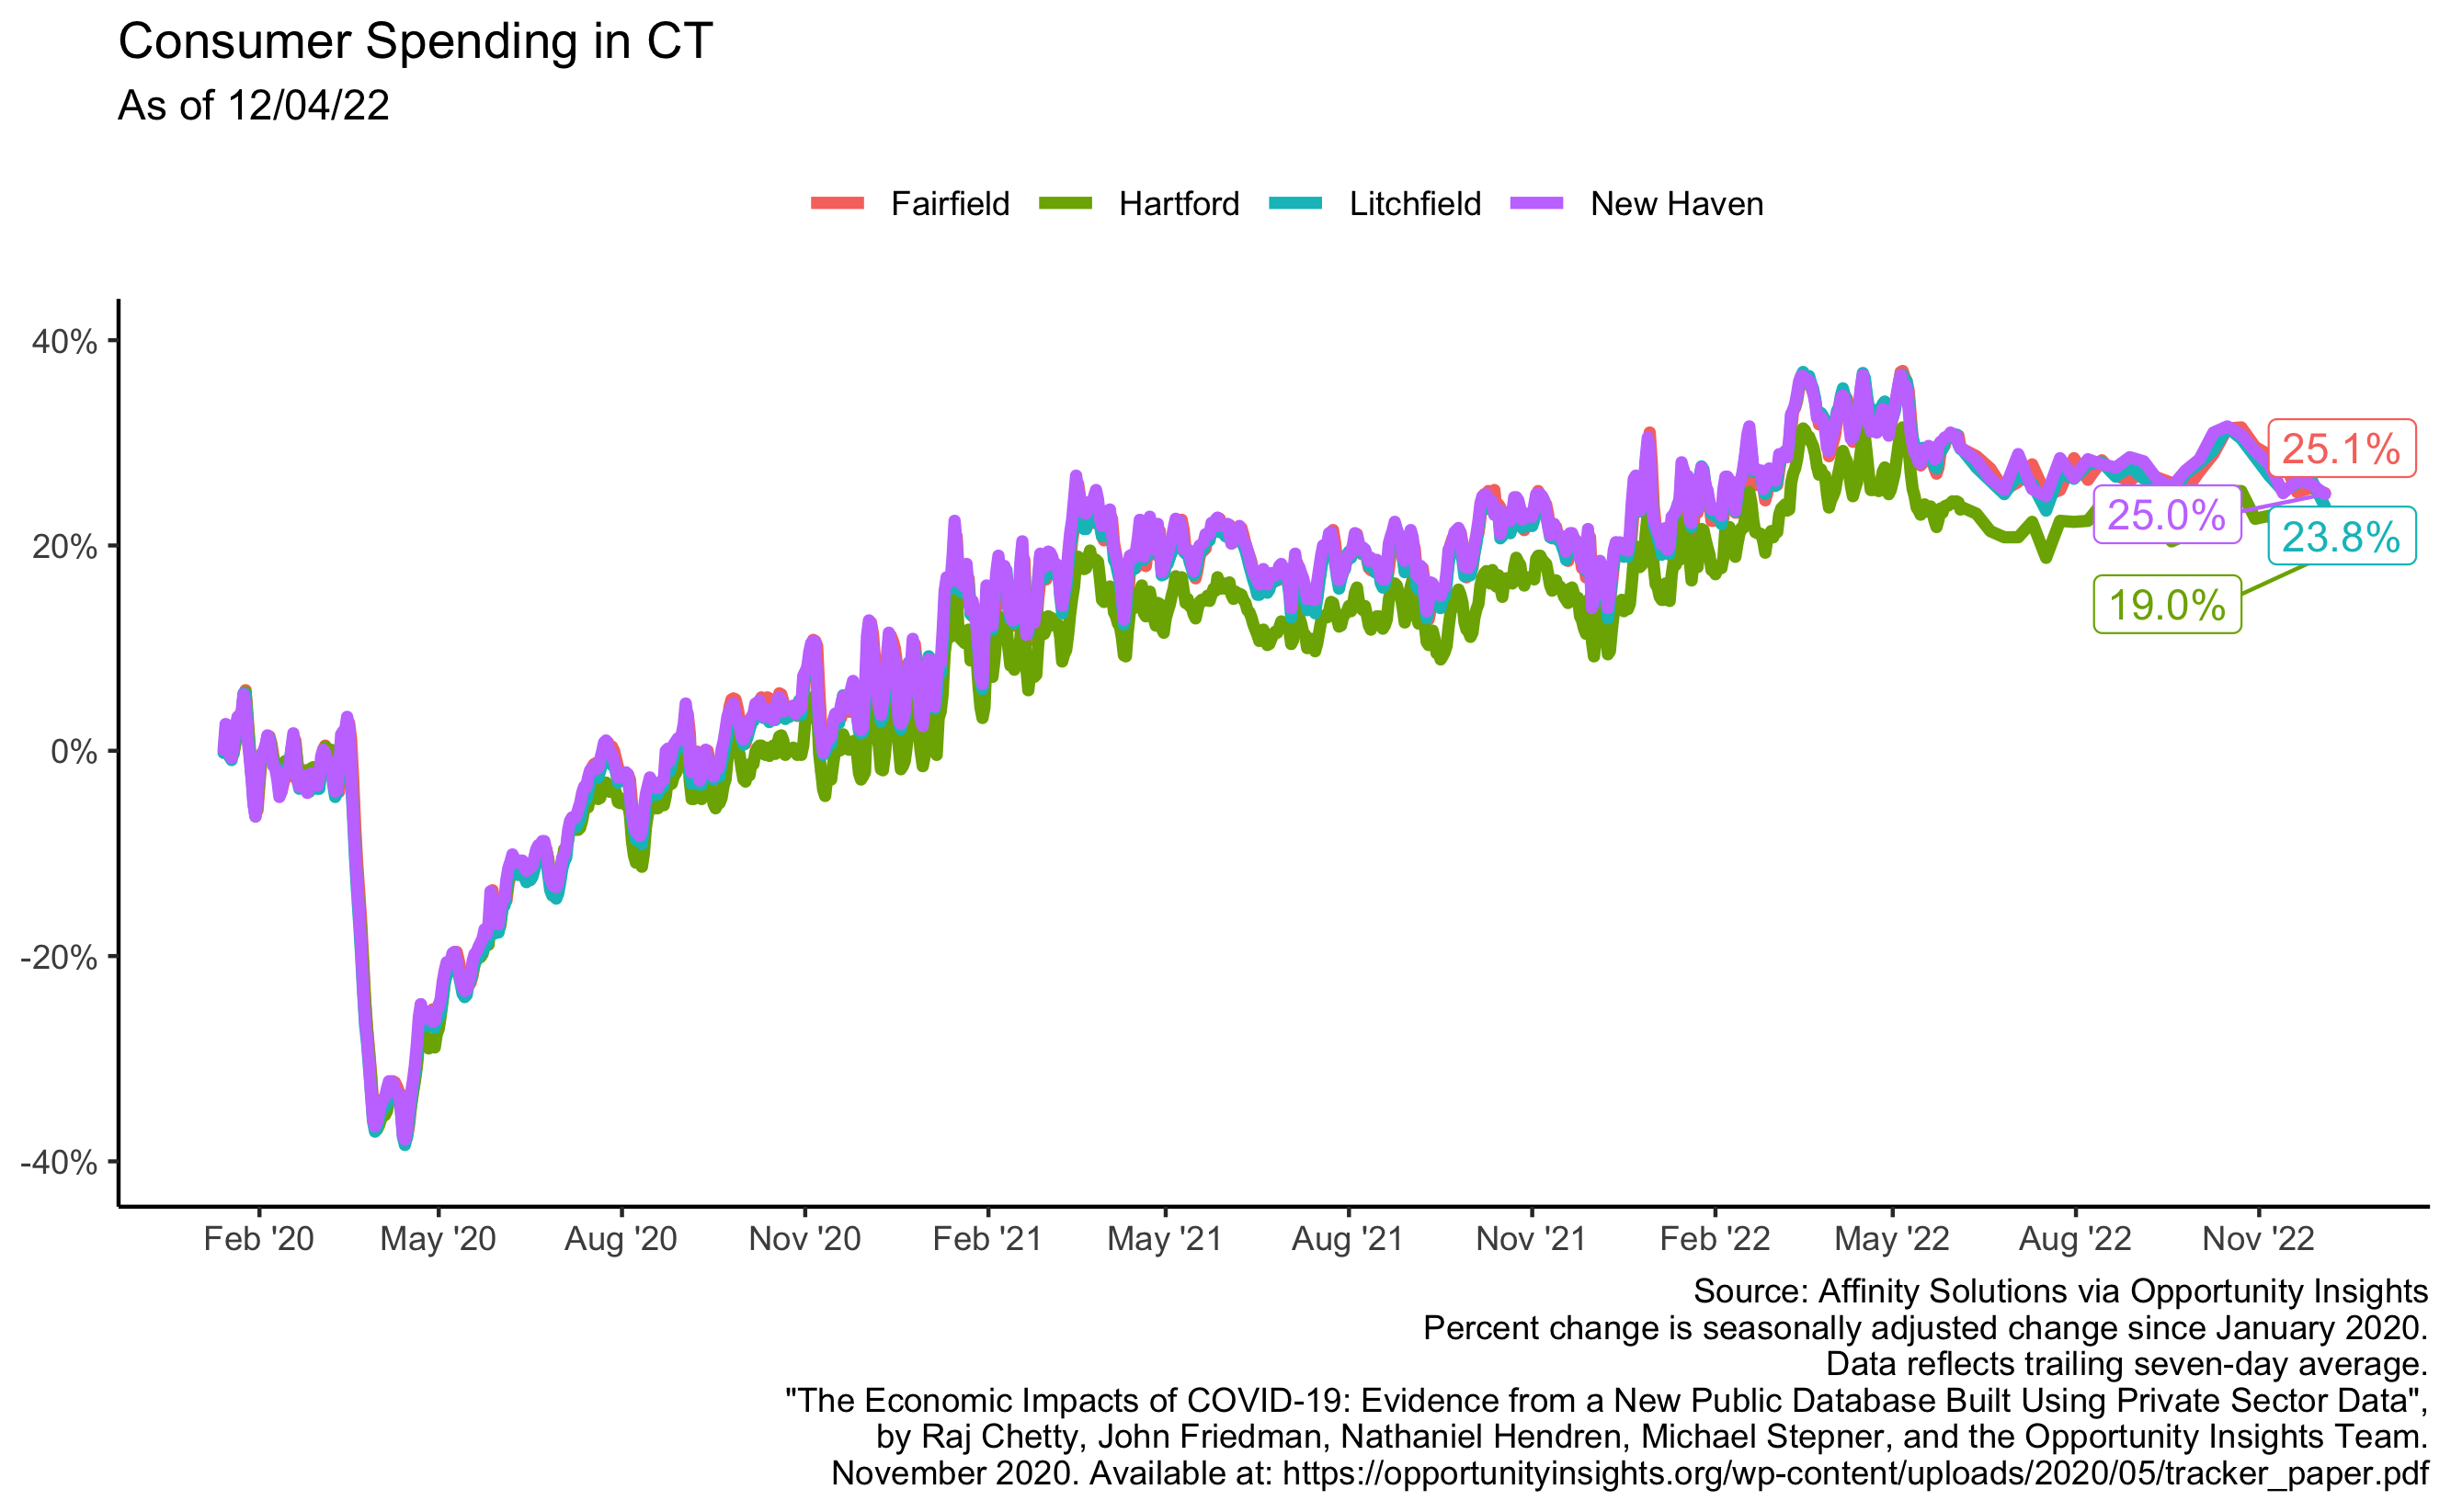 Consumer Spending in CT
As of 12/04/22
Fairfield Hartford Litchfield New Haven
40%
20%
0%
-20%
-40%
25.1%
25.0%
23.8%
19.0%
Feb '20 May '20 Aug '20 Nov '20 Feb '21 May '21 Aug '21 Nov '21 Feb '22 May '22 Aug '22 Nov '22
Source: Affinity Solutions via Opportunity Insights
Percent change is seasonally adjusted change since January 2020.
Data reflects trailing seven-day average.
"The Economic Impacts of COVID-19: Evidence from a New Public Database Built Using Private Sector Data",
by Raj Chetty, John Friedman, Nathaniel Hendren, Michael Stepner, and the Opportunity Insights Team.
November 2020. Available at: https://opportunityinsights.org/wp-content/uploads/2020/05/tracker_paper.pdf